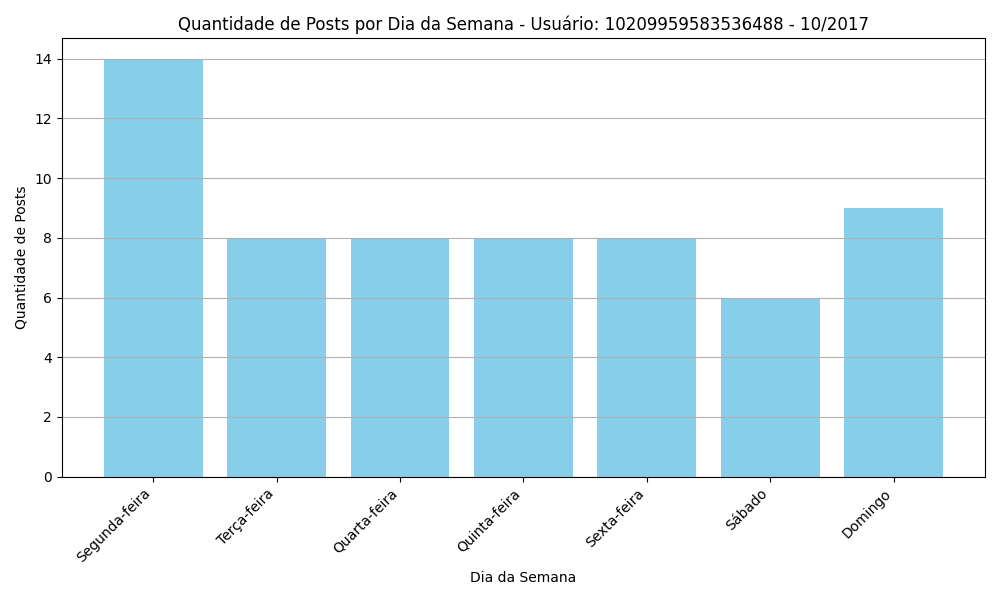 Quantidade de Posts por Dia da Semana - Usuário: 10209959583536488 - 10/2017
Quantidade de Posts
14
12
10
8
6
4
2
0
Segunda-feira
Terça-feira
Quarta-feira
Quinta-feira
Sexta-feira
Sábado
Domingo
Dia da Semana